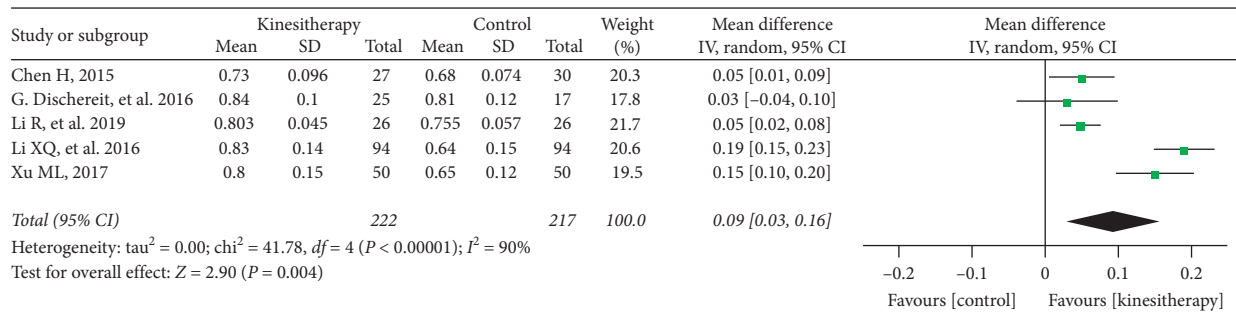 Study or subgroup Kinesitherapy Control Weight (%) Mean difference IV, random, 95% CI Mean difference IV, random, 95% CI
Mean SD Total Mean SD Total
Chen H, 2015 0.73 0.096 27 0.68 0.074 30 20.3 0.05 [0.01, 0.09]
G. Dischereit, et al. 2016 0.84 0.1 25 0.81 0.12 17 17.8 0.03 [−0.04, 0.10]
Li R, et al. 2019 0.803 0.045 26 0.755 0.057 26 21.7 0.05 [0.02, 0.08]
Li XQ, et al. 2016 0.83 0.14 94 0.64 0.15 94 20.6 0.19 [0.15, 0.23]
Xu ML, 2017 0.8 0.15 50 0.65 0.12 50 19.5 0.15 [0.10, 0.20]
Total (95% CI) 222 217 100.0 0.09 [0.03, 0.16]
Heterogeneity: tau² = 0.00; chi² = 41.78, df = 4 (P < 0.00001); I² = 90%
Test for overall effect: Z = 2.90 (P = 0.004)
−0.2 −0.1 0 0.1 0.2
Favours [control] Favours [kinesitherapy]